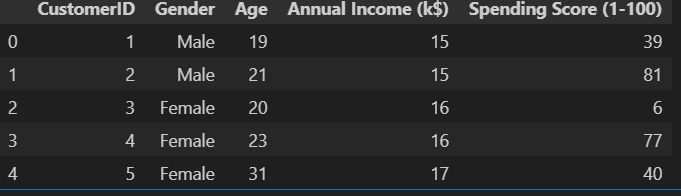 CustomerID Gender Age Annual Income (k$) Spending Score (1-100)
0 1 Male 19 15 39
1 2 Male 21 15 81
2 3 Female 20 16 6
3 4 Female 23 16 77
4 5 Female 31 17 40